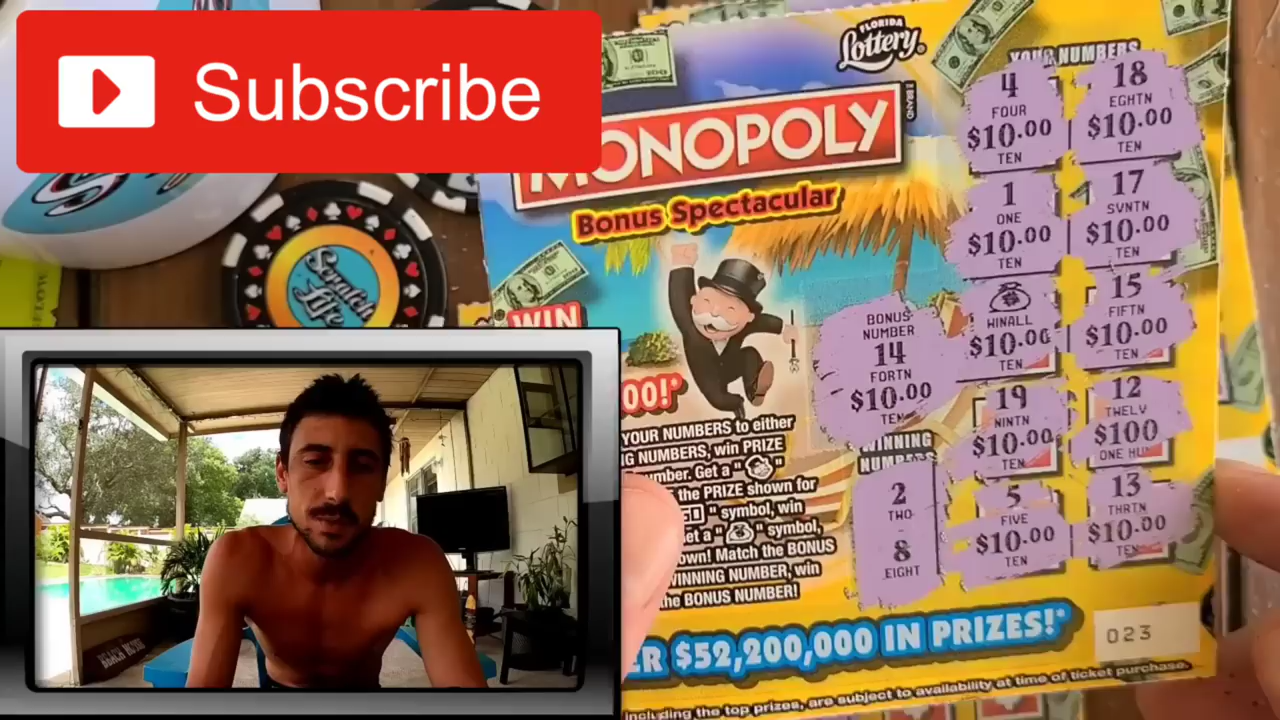 Subscribe
FLORIDA
Lottery
MONOPOLY
BRAND
Bonus Spectacular
YOUR NUMBERS
4
FOUR
$10.00
TEN
18
EGHTN
$10.00
TEN
1
ONE
$10.00
TEN
17
SVNTN
$10.00
TEN
WINALL
$10.00
TEN
15
FIFTN
$10.00
TEN
19
NINTN
$10.00
TEN
12
TWELV
$100
ONE HUN
5
FIVE
$10.00
TEN
13
THRTN
$10.00
TEN
BONUS
NUMBER
14
FORTN
$10.00
TEN
WINNING
NUMBERS
2
TWO
8
EIGHT
Scratch
Life
WIN
00!*
YOUR NUMBERS to either
G NUMBERS, win PRIZE
mber. Get a " "
the PRIZE shown for
" symbol, win
et a " " symbol,
own! Match the BONUS
WINNING NUMBER, win
the BONUS NUMBER!
ER $52,200,000 IN PRIZES!*
023
including the top prizes, are subject to availability at time of ticket purchase.